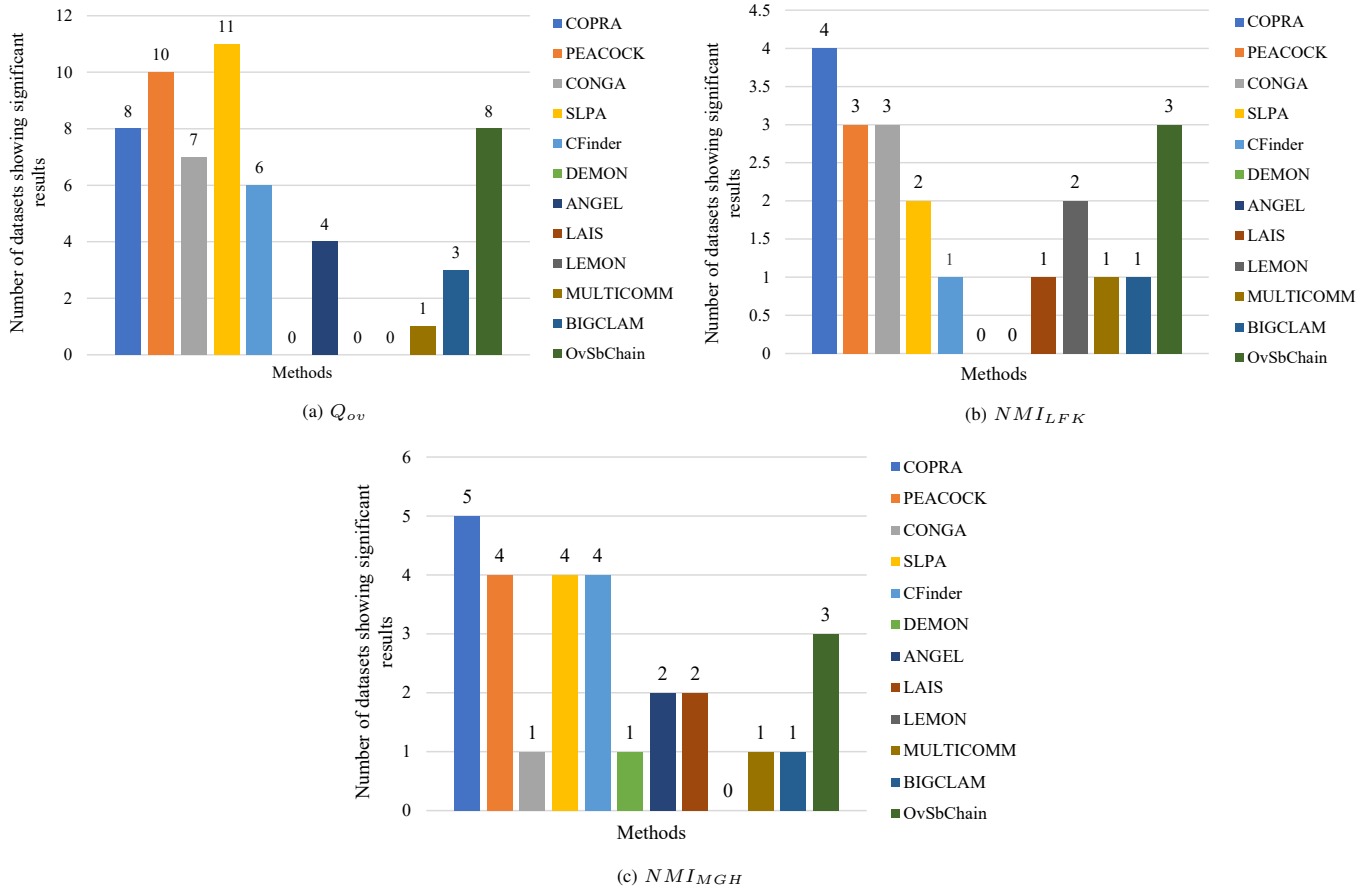 Number of datasets showing significant
results
12
10
8
6
4
2
0
8
10
7
11
6
0
4
0
0
1
3
8
Methods
COPRA
PEACOCK
CONGA
SLPA
CFinder
DEMON
ANGEL
LAIS
LEMON
MULTICOMM
BIGCLAM
OvSbChain
(a) Qov
Number of datasets showing significant
results
4.5
4
3.5
3
2.5
2
1.5
1
0.5
0
4
3
3
2
1
0
0
1
2
1
1
3
Methods
COPRA
PEACOCK
CONGA
SLPA
CFinder
DEMON
ANGEL
LAIS
LEMON
MULTICOMM
BIGCLAM
OvSbChain
(b) NMILFK
Number of datasets showing significant
results
6
5
4
3
2
1
0
5
4
1
4
4
1
2
2
0
1
1
3
Methods
COPRA
PEACOCK
CONGA
SLPA
CFinder
DEMON
ANGEL
LAIS
LEMON
MULTICOMM
BIGCLAM
OvSbChain
(c) NMIMGH